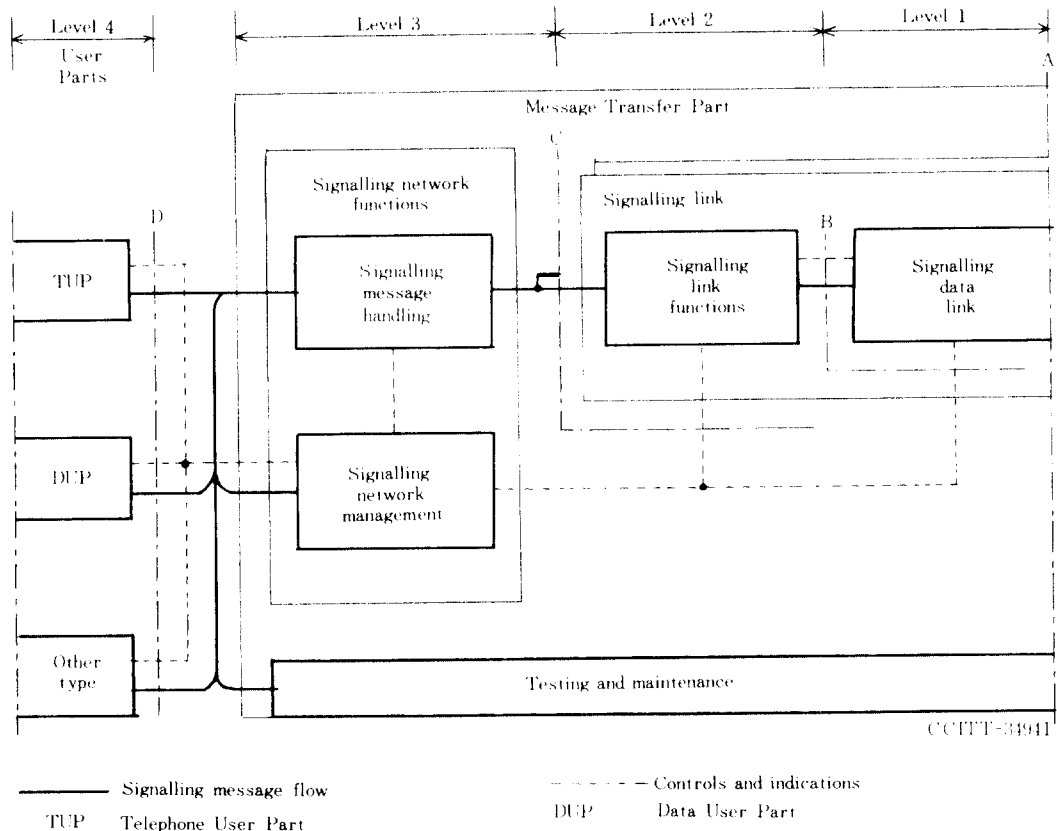 Level 4
Level 3
Level 2
Level 1
User
Parts
A
Message Transfer Part
C
Signalling network
functions
Signalling link
D
B
TUP
Signalling
message
handling
Signalling
link
functions
Signalling
data
link
DUP
Signalling
network
management
Other
type
Testing and maintenance
CCITT-34941
Signalling message flow
Controls and indications
TUP Telephone User Part
DUP Data User Part